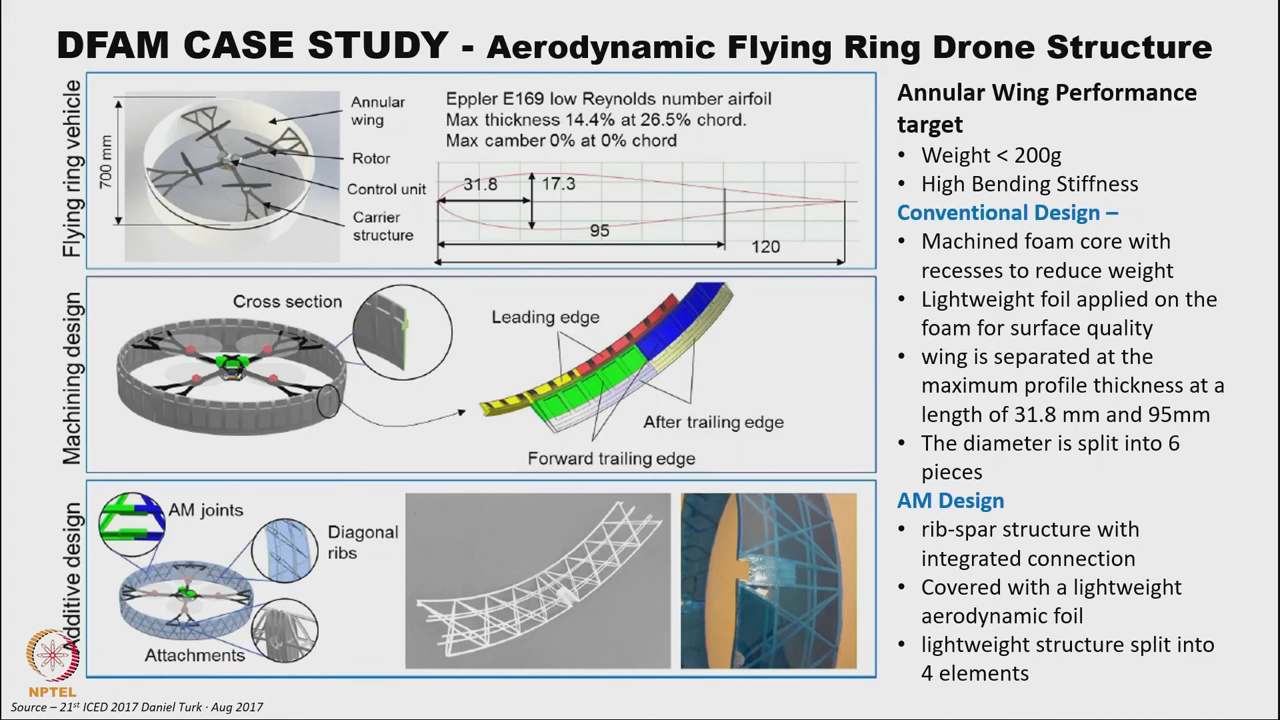 DFAM CASE STUDY - Aerodynamic Flying Ring Drone Structure
Flying ring vehicle
700 mm
Annular
wing
Rotor
Control unit
Carrier
structure
Eppler E169 low Reynolds number airfoil
Max thickness 14.4% at 26.5% chord.
Max camber 0% at 0% chord
31.8
17.3
95
120
Machining design
Cross section
Leading edge
After trailing edge
Forward trailing edge
Additive design
AM joints
Diagonal
ribs
Attachments
Annular Wing Performance
target
• Weight < 200g
• High Bending Stiffness
Conventional Design –
• Machined foam core with
recesses to reduce weight
• Lightweight foil applied on the
foam for surface quality
• wing is separated at the
maximum profile thickness at a
length of 31.8 mm and 95mm
• The diameter is split into 6
pieces
AM Design
• rib-spar structure with
integrated connection
• Covered with a lightweight
aerodynamic foil
• lightweight structure split into
4 elements
NPTEL
Source – 21st ICED 2017 Daniel Turk · Aug 2017